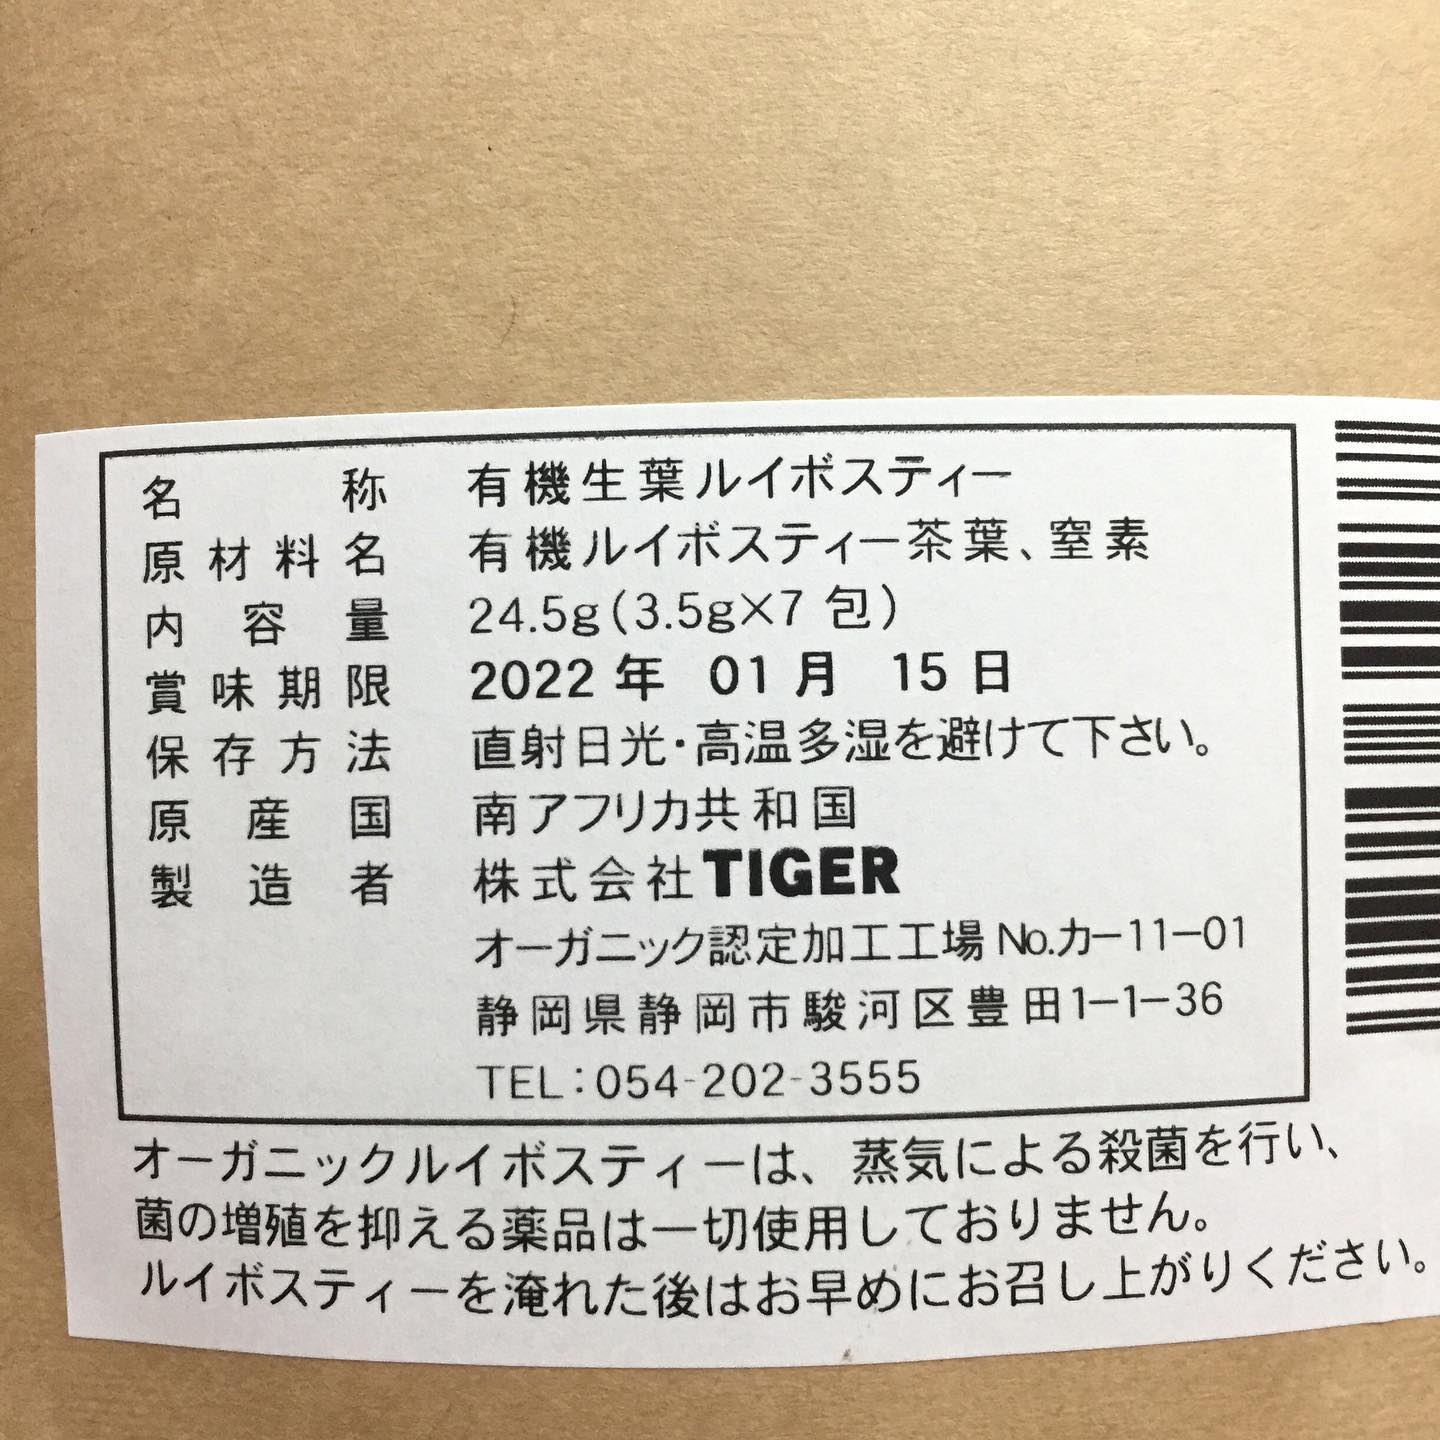 名称 有機生葉ルイボスティー
原材料名 有機ルイボスティー茶葉、窒素
内容量 24.5g(3.5g×7包)
賞味期限 2022年 01月 15日
保存方法 直射日光・高温多湿を避けて下さい。
原産国 南アフリカ共和国
製造者 株式会社TIGER
オーガニック認定加工工場No.カ-11-01
静岡県静岡市駿河区豊田1-1-36
TEL:054-202-3555
オーガニックルイボスティーは、蒸気による殺菌を行い、
菌の増殖を抑える薬品は一切使用しておりません。
ルイボスティーを淹れた後はお早めにお召し上がりください。